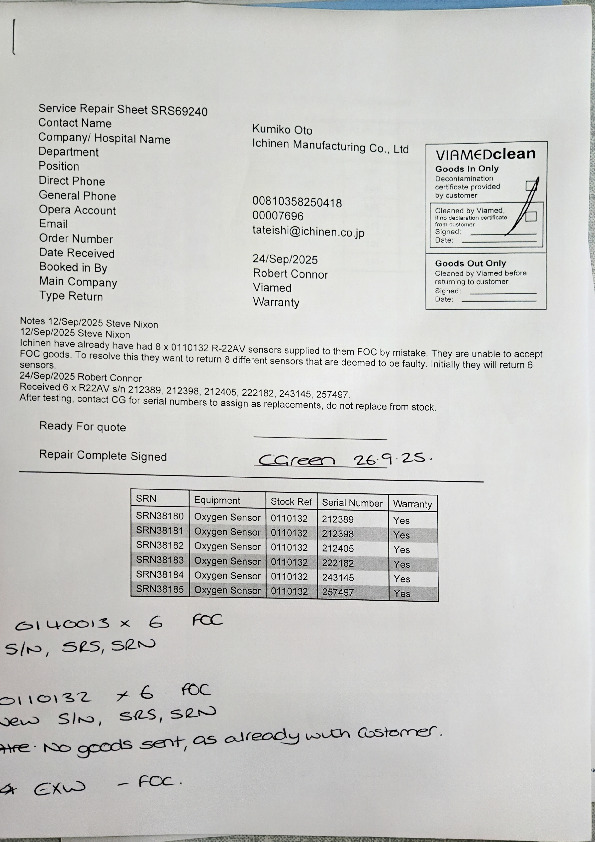 Service Repair Sheet SRS69240
Contact Name Kumiko Oto
Company/ Hospital Name Ichinen Manufacturing Co., Ltd
Department
Position
Direct Phone
General Phone 00810358250418
Opera Account 00007696
Email tateishi@ichinen.co.jp
Order Number
Date Received 24/Sep/2025
Booked in By Robert Connor
Main Company Viamed
Type Return Warranty
VIAMEDclean
Goods In Only
Decontamination
certificate provided
by customer
Cleaned by Viamed
if no declaration certificate
from customer
Signed:
Date:
Goods Out Only
Cleaned by Viamed before
returning to customer
Signed:
Date:
Notes 12/Sep/2025 Steve Nixon
12/Sep/2025 Steve Nixon
Ichinen have already have had 8 x 0110132 R-22AV sensors supplied to them FOC by mistake. They are unable to accept
FOC goods. To resolve this they want to return 8 different sensors that are deemed to be faulty. Initially they will return 6
sensors.
24/Sep/2025 Robert Connor
Received 6 x R22AV s/n 212389, 212398, 212405, 222182, 243145, 257497.
After testing, contact CG for serial numbers to assign as replacements, do not replace from stock.
Ready For quote
Repair Complete Signed CGreen 26.9.25.
SRN Equipment Stock Ref Serial Number Warranty
SRN38180 Oxygen Sensor 0110132 212389 Yes
SRN38181 Oxygen Sensor 0110132 212398 Yes
SRN38182 Oxygen Sensor 0110132 212405 Yes
SRN38183 Oxygen Sensor 0110132 222182 Yes
SRN38184 Oxygen Sensor 0110132 243145 Yes
SRN38185 Oxygen Sensor 0110132 257497 Yes
0140013 x 6 FOC
S/N, SRS, SRN
0110132 x 6 FOC
New S/N, SRS, SRN
No goods sent, as already with Customer.
EXW - FOC.